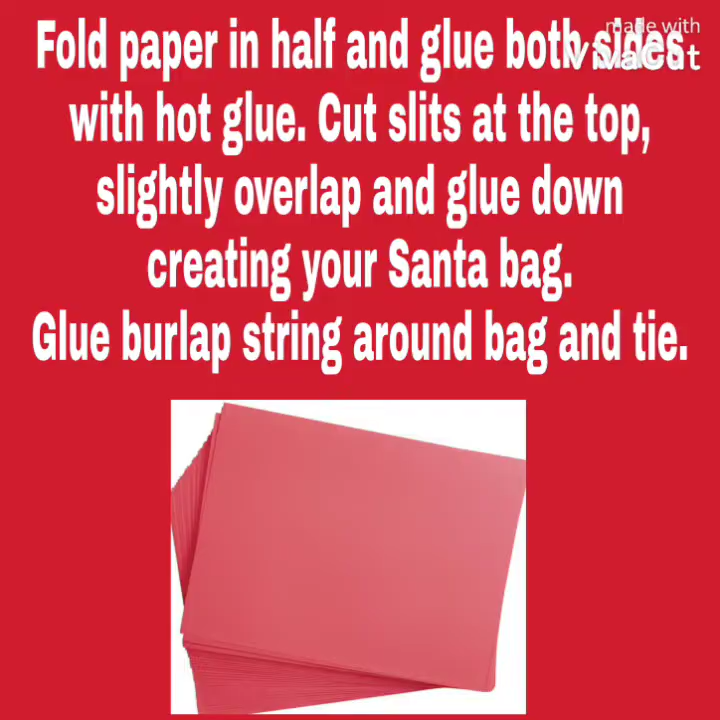 made with
VivaCut
Fold paper in half and glue both sides
with hot glue. Cut slits at the top,
slightly overlap and glue down
creating your Santa bag.
Glue burlap string around bag and tie.